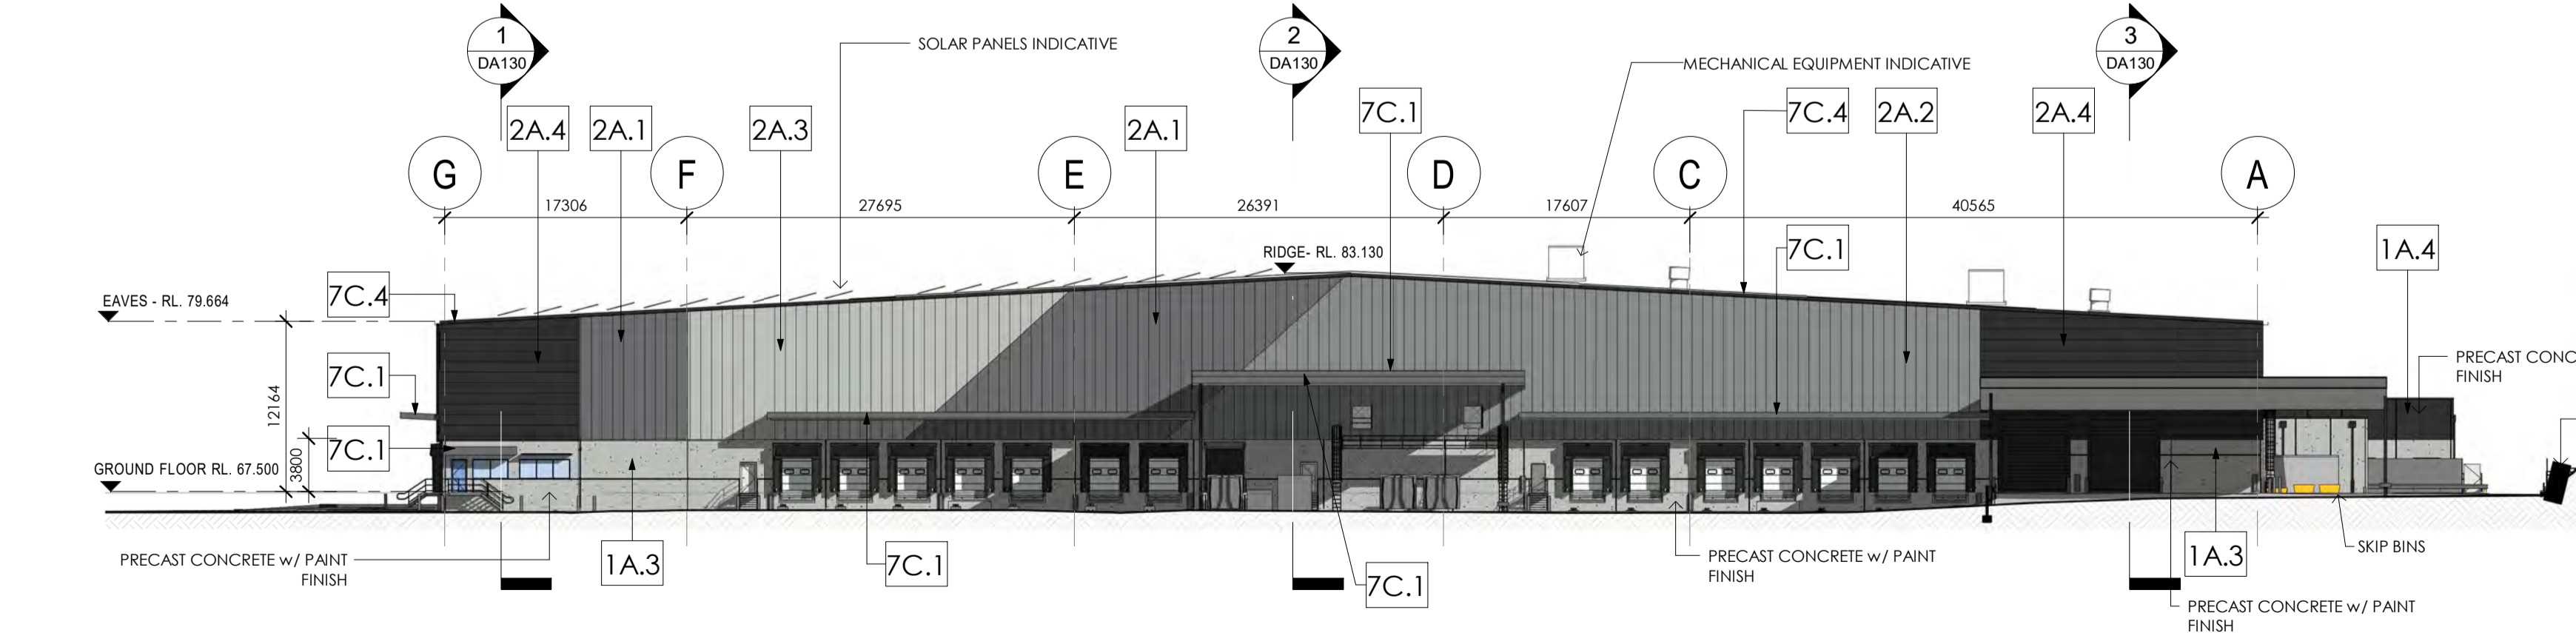 1
DA130
2
DA130
3
DA130
SOLAR PANELS INDICATIVE
MECHANICAL EQUIPMENT INDICATIVE
2A.4
2A.1
2A.3
2A.1
7C.1
7C.4
2A.2
2A.4
G
F
E
D
C
A
17306
27695
26391
17607
40565
RIDGE- RL. 83.130
7C.1
1A.4
EAVES - RL. 79.664
7C.4
PRECAST CONC
FINISH
7C.1
12164
7C.1
3800
GROUND FLOOR RL. 67.500
PRECAST CONCRETE w/ PAINT
FINISH
1A.3
7C.1
7C.1
PRECAST CONCRETE w/ PAINT
FINISH
SKIP BINS
1A.3
PRECAST CONCRETE w/ PAINT
FINISH